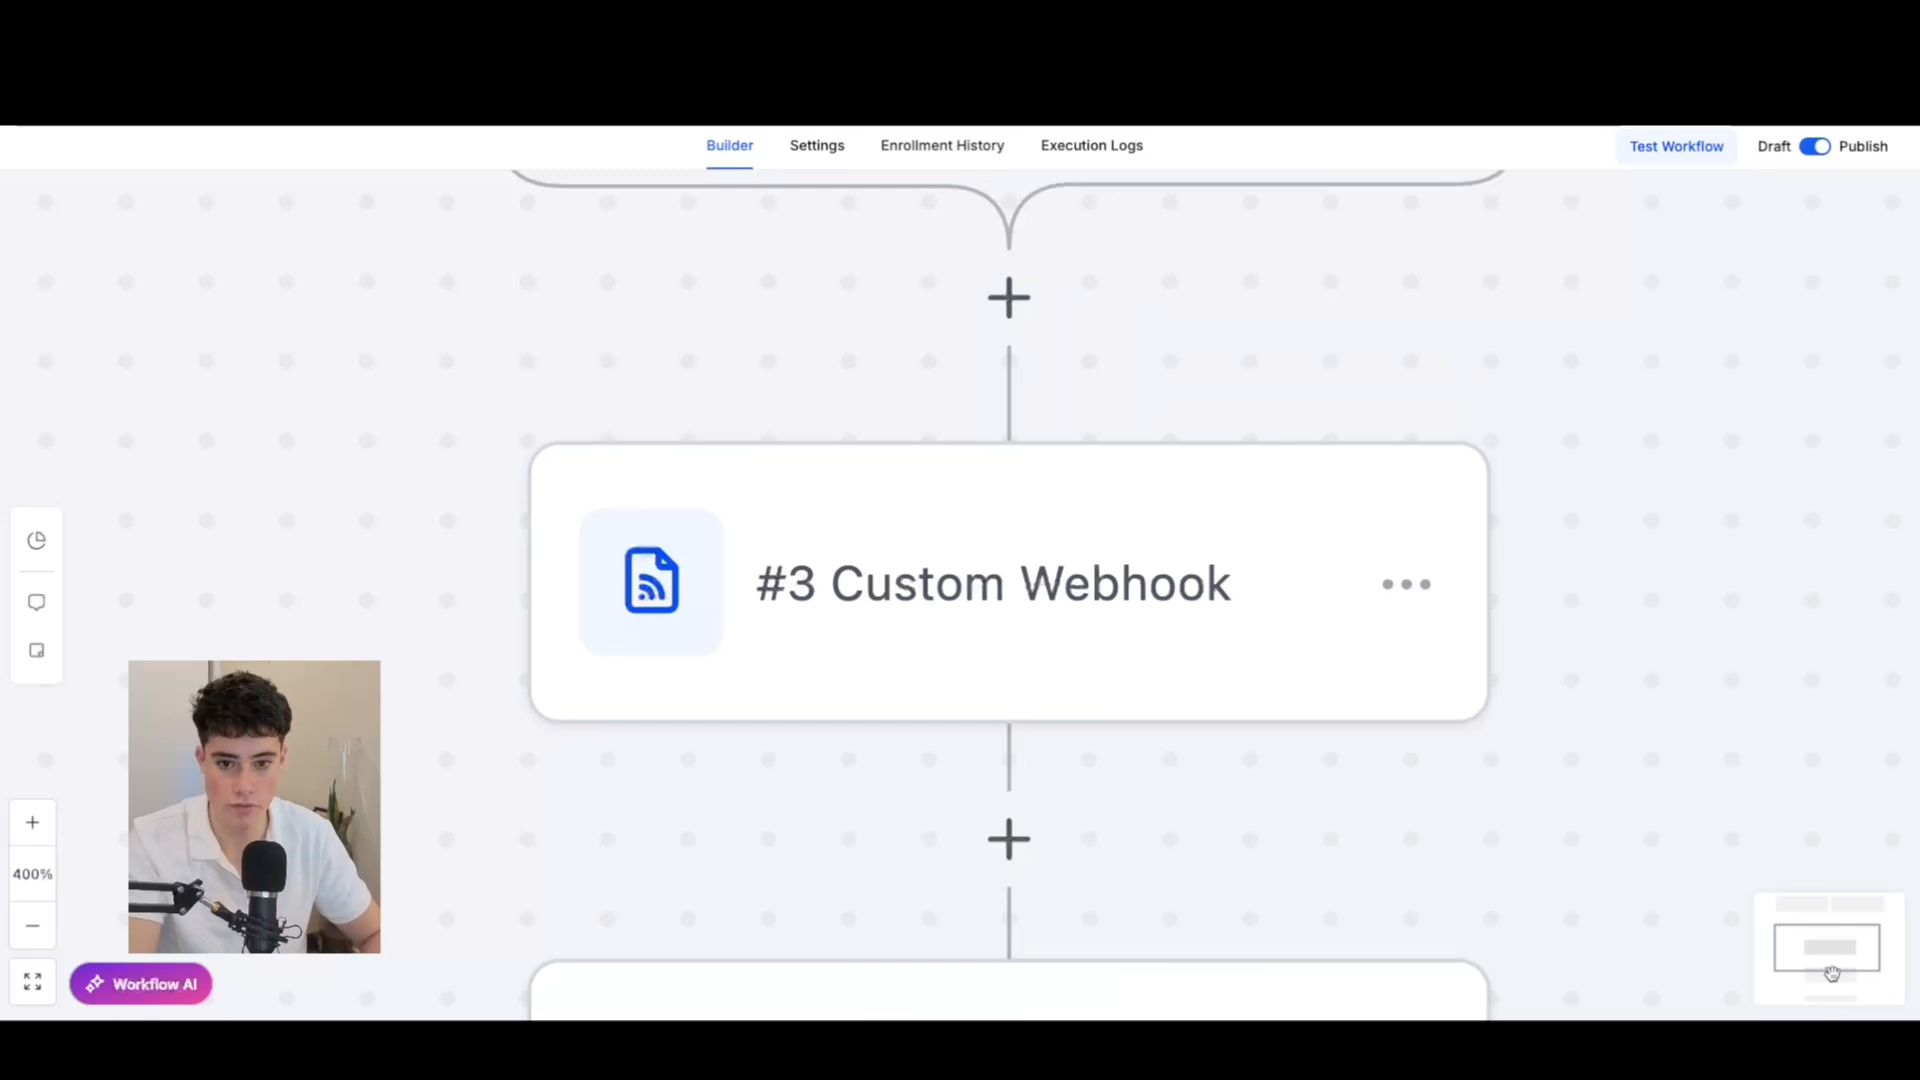 Builder
Settings
Enrollment History
Execution Logs
Test Workflow
Draft
Publish
#3 Custom Webhook
400%
Workflow AI